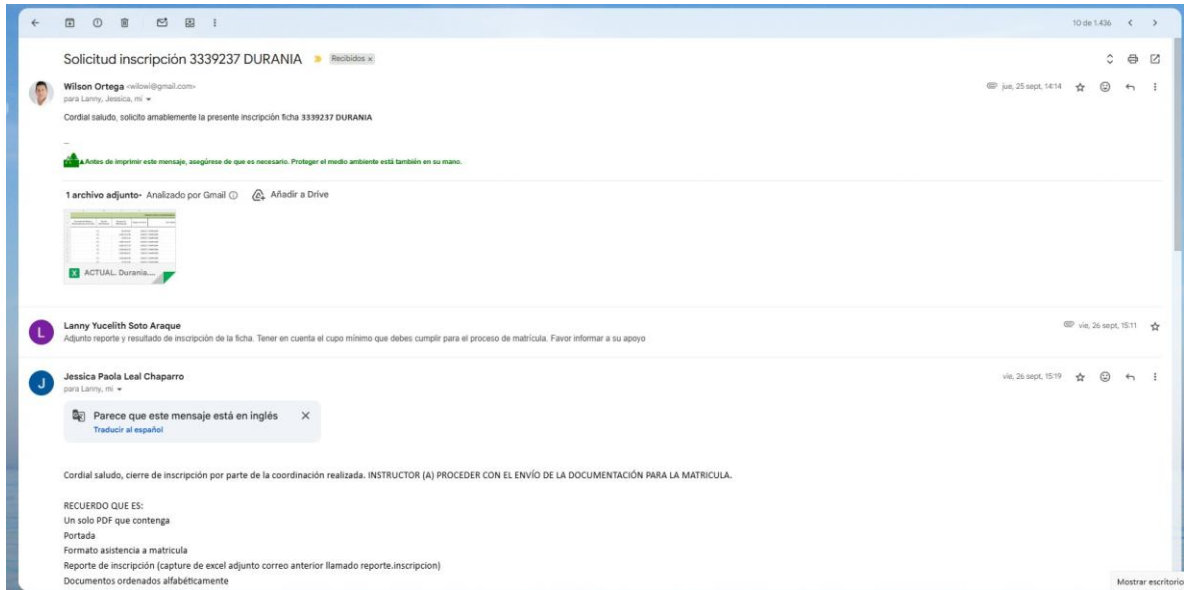 10 de 1.436
Solicitud inscripción 3339237 DURANIA
Recibidos x
Wilson Ortega <wilowi@gmail.com>
jue, 25 sept, 14:14
para Lanny, Jessica, mí
Cordial saludo, solicito amablemente la presente inscripción ficha 3339237 DURANIA
--
Antes de imprimir este mensaje, asegúrese de que es necesario. Proteger el medio ambiente está también en su mano.
1 archivo adjunto• Analizado por Gmail
Añadir a Drive
X ACTUAL. Durania....
L
Lanny Yucelith Soto Araque
vie, 26 sept, 15:11
Adjunto reporte y resultado de inscripción de la ficha. Tener en cuenta el cupo mínimo que debes cumplir para el proceso de matrícula. Favor informar a su apoyo
J
Jessica Paola Leal Chaparro
vie, 26 sept, 15:19
para Lanny, mí
Parece que este mensaje está en inglés
Traducir al español
Cordial saludo, cierre de inscripción por parte de la coordinación realizada. INSTRUCTOR (A) PROCEDER CON EL ENVÍO DE LA DOCUMENTACIÓN PARA LA MATRICULA.
RECUERDO QUE ES:
Un solo PDF que contenga
Portada
Formato asistencia a matricula
Reporte de inscripción (capture de excel adjunto correo anterior llamado reporte.inscripcion)
Documentos ordenados alfabéticamente
Mostrar escritorio